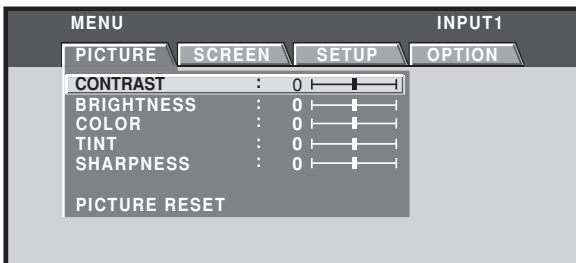 MENU INPUT1
PICTURE SCREEN SETUP OPTION
CONTRAST : 0
BRIGHTNESS : 0
COLOR : 0
TINT : 0
SHARPNESS : 0
PICTURE RESET